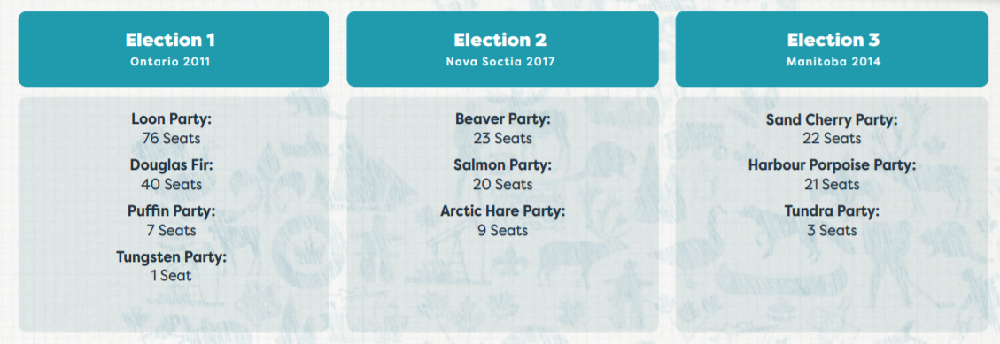 Election 1
Ontario 2011
Loon Party:
76 Seats
Douglas Fir:
40 Seats
Puffin Party:
7 Seats
Tungsten Party:
1 Seat
Election 2
Nova Soctia 2017
Beaver Party:
23 Seats
Salmon Party:
20 Seats
Arctic Hare Party:
9 Seats
Election 3
Manitoba 2014
Sand Cherry Party:
22 Seats
Harbour Porpoise Party:
21 Seats
Tundra Party:
3 Seats